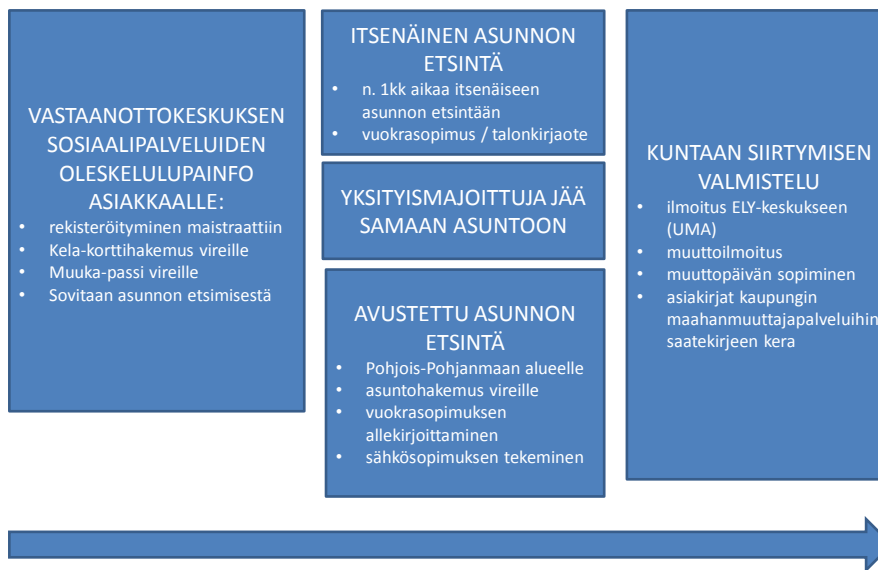 VASTAANOTTOKESKUKSEN
SOSIAALIPALVELUIDEN
OLESKELULUPAINFO
ASIAKKAALLE:
• rekisteröityminen maistraattiin
• Kela-korttihakemus vireille
• Muuka-passi vireille
• Sovitaan asunnon etsimisestä
ITSENÄINEN ASUNNON
ETSINTÄ
• n. 1kk aikaa itsenäiseen
asunnon etsintään
• vuokrasopimus / talonkirjaote
YKSITYISMAJOITTUJA JÄÄ
SAMAAN ASUNTOON
AVUSTETTU ASUNNON
ETSINTÄ
• Pohjois-Pohjanmaan alueelle
• asuntohakemus vireille
• vuokrasopimuksen
allekirjoittaminen
• sähkösopimuksen tekeminen
KUNTAAN SIIRTYMISEN
VALMISTELU
• ilmoitus ELY-keskukseen
(UMA)
• muuttoilmoitus
• muuttopäivän sopiminen
• asiakirjat kaupungin
maahanmuuttajapalveluihin
saatekirjeen kera